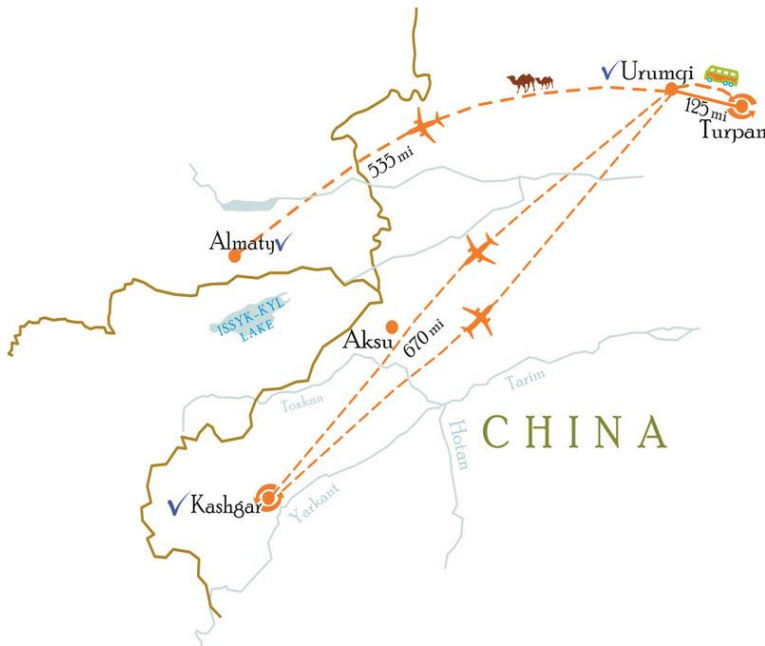 Urumqi
125 mi
Turpan
535 mi
Almaty
ISSYK-KYL
LAKE
Aksu
670 mi
Toxkan
Tarim
Hotan
CHINA
Kashgar
Yarkant